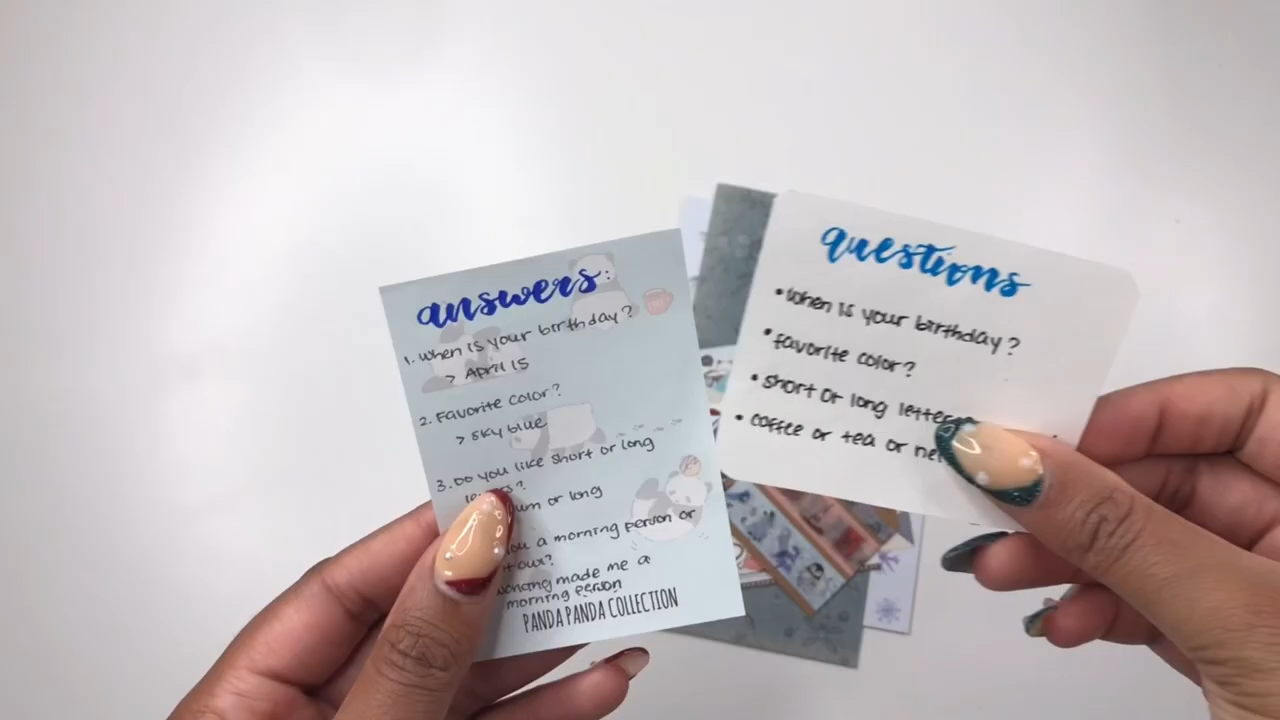 answers:
1. when is your birthday?
> April 15
2. Favorite color?
> sky blue
3. Do you like short or long
or long
a morning person or
working made me a
morning person
PANDA PANDA COLLECTION
questions
• when is your birthday?
• favorite color?
• short or long letters
• coffee or tea or